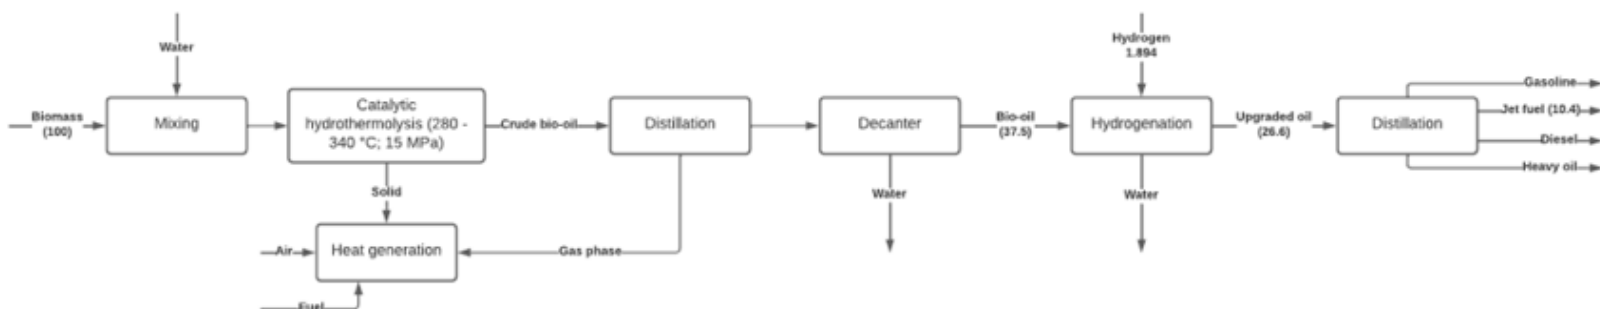 Water
Biomass
(100)
Mixing
Catalytic
hydrothermolysis (280 -
340 °C; 15 MPa)
Crude bio-oil
Distillation
Decanter
Bio-oil
(37.5)
Hydrogen
1.894
Hydrogenation
Upgraded oil
(26.6)
Distillation
Gasoline
Jet fuel (10.4)
Diesel
Heavy oil
Solid
Water
Water
Air
Heat generation
Gas phase
Fuel